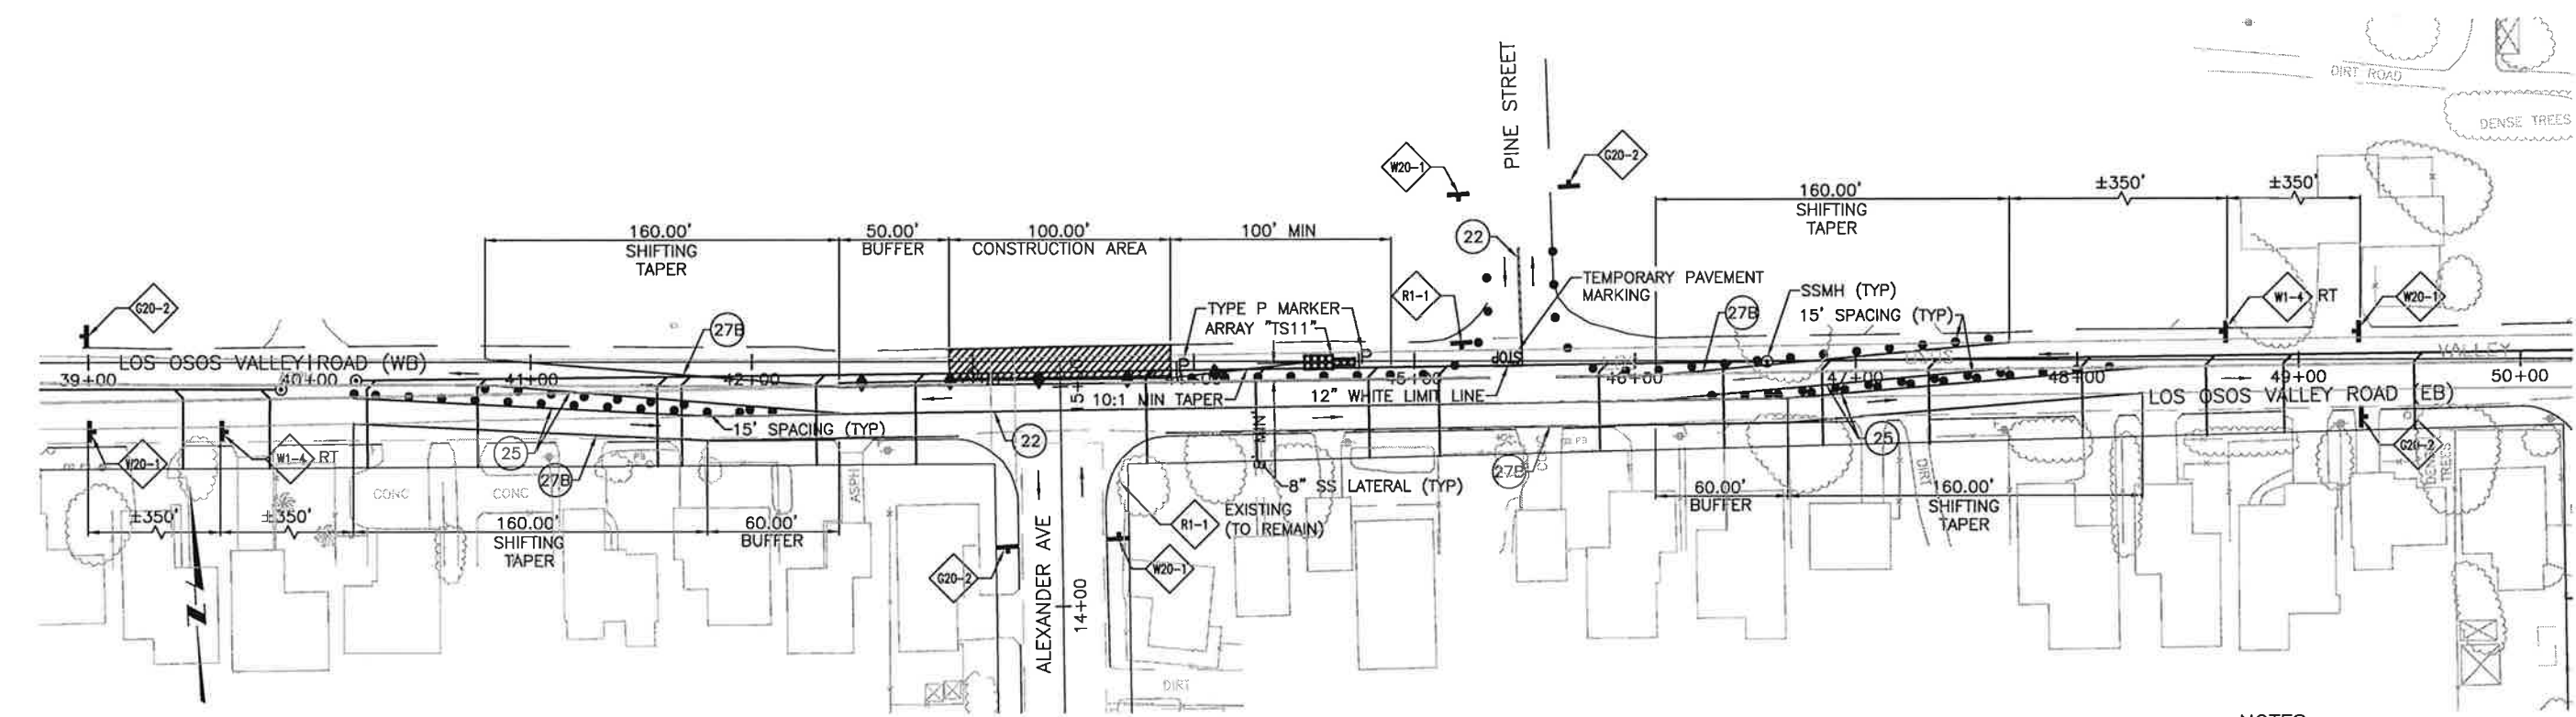 DIRT ROAD
DENSE TREES
PINE STREET
W20-1
G20-2
160.00'
SHIFTING
TAPER
±350'
±350'
22
160.00'
SHIFTING
TAPER
50.00'
BUFFER
100.00'
CONSTRUCTION AREA
100' MIN
R1-1
TEMPORARY PAVEMENT
MARKING
SSMH (TYP)
15' SPACING (TYP)
27B
W1-4 RT
W20-1
G20-2
27B
TYPE P MARKER
ARRAY "TS11"
P
P
STOP
LOS OSOS VALLEY ROAD (WB)
VALLEY
39+00
40+00
41+00
42+00
45+00
46+00
47+00
48+00
49+00
50+00
10:1 MIN TAPER
12" WHITE LIMIT LINE
LOS OSOS VALLEY ROAD (EB)
15' SPACING (TYP)
22
25
25
W20-1
W1-4 RT
27B
27B
G20-2
CONC
CONC
ASPH
DIRT
DENSE
TREES
8" SS LATERAL (TYP)
±350'
±350'
160.00'
SHIFTING
TAPER
60.00'
BUFFER
60.00'
BUFFER
160.00'
SHIFTING
TAPER
R1-1
EXISTING
(TO REMAIN)
G20-2
W20-1
ALEXANDER AVE
14+00
DIRT
Z